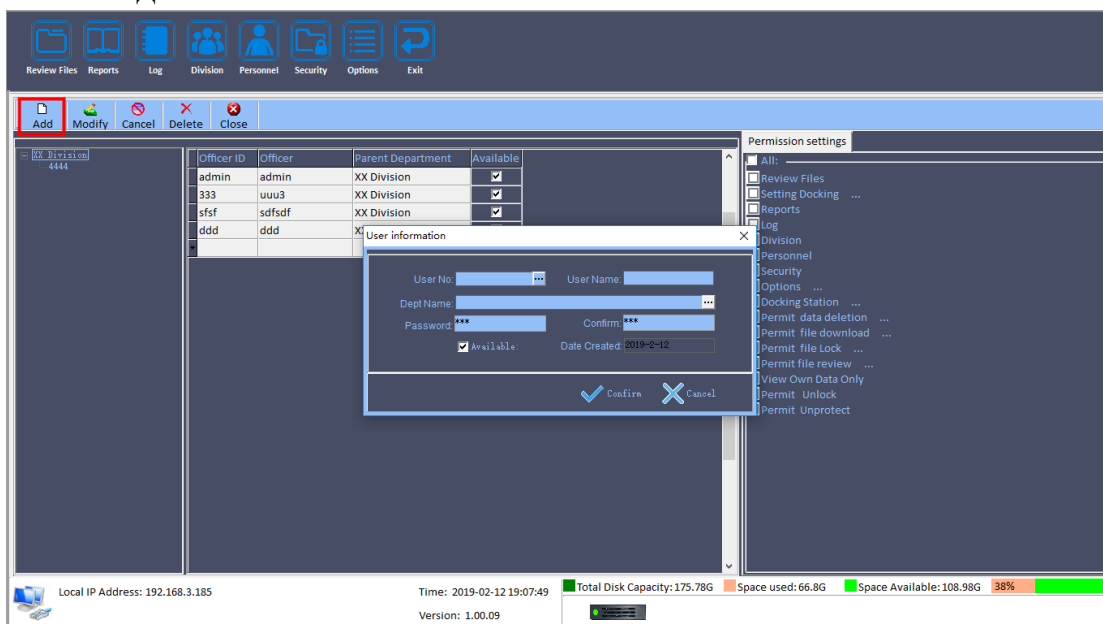 Review Files Reports Log Division Personnel Security Options Exit
Add Modify Cancel Delete Close
XX Division
4444
Officer ID Officer Parent Department Available
admin admin XX Division
333 uuu3 XX Division
sfsf sdfsdf XX Division
ddd ddd
User information
User No: ... User Name:
Dept Name: ...
Password: *** Confirm: ***
Available: Date Created: 2019-2-12
Confirm Cancel
Permission settings
All:
Review Files
Setting Docking ...
Reports
Log
Division
Personnel
Security
Options ...
Docking Station ...
Permit data deletion ...
Permit file download ...
Permit file Lock ...
Permit file review ...
View Own Data Only
Permit Unlock
Permit Unprotect
Local IP Address: 192.168.3.185 Time: 2019-02-12 19:07:49
Version: 1.00.09
Total Disk Capacity: 175.78G Space used: 66.8G Space Available: 108.98G 38%